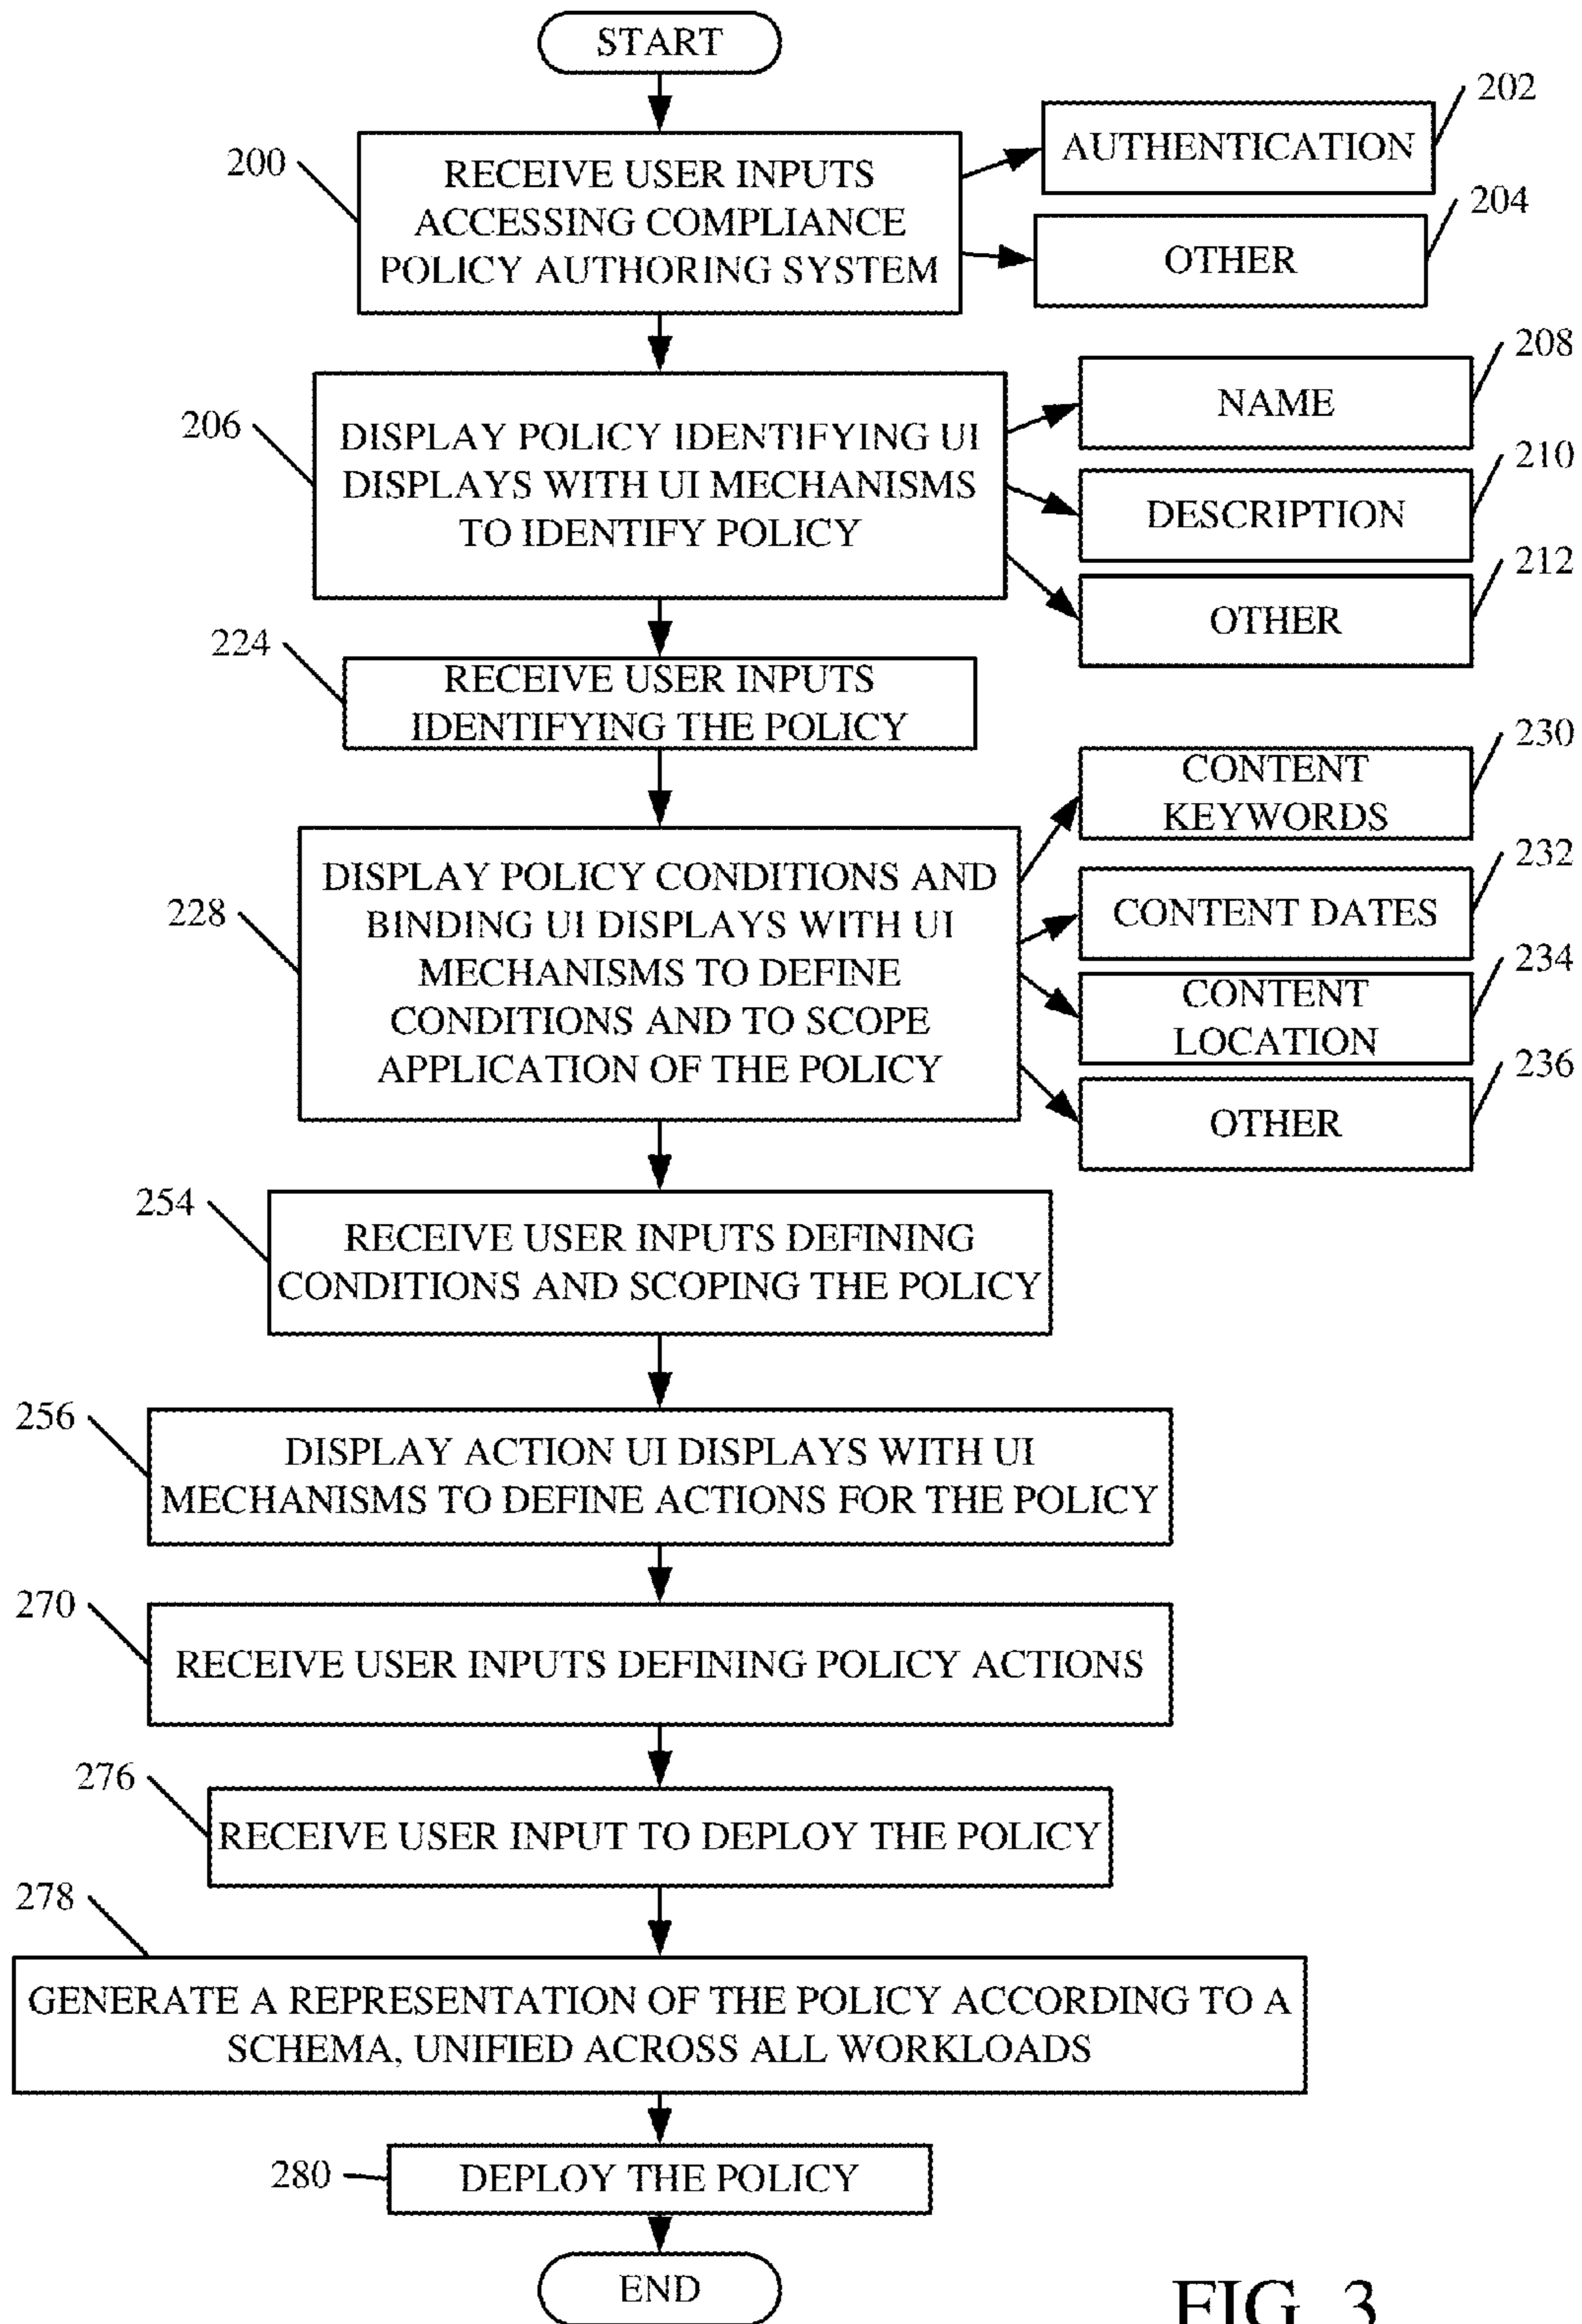 START
202
200
RECEIVE USER INPUTS
ACCESSING COMPLIANCE
POLICY AUTHORING SYSTEM
AUTHENTICATION
204
OTHER
208
206
DISPLAY POLICY IDENTIFYING UI
DISPLAYS WITH UI MECHANISMS
TO IDENTIFY POLICY
NAME
210
DESCRIPTION
212
OTHER
224
RECEIVE USER INPUTS
IDENTIFYING THE POLICY
230
CONTENT
KEYWORDS
228
DISPLAY POLICY CONDITIONS AND
BINDING UI DISPLAYS WITH UI
MECHANISMS TO DEFINE
CONDITIONS AND TO SCOPE
APPLICATION OF THE POLICY
232
CONTENT DATES
234
CONTENT
LOCATION
236
OTHER
254
RECEIVE USER INPUTS DEFINING
CONDITIONS AND SCOPING THE POLICY
256
DISPLAY ACTION UI DISPLAYS WITH UI
MECHANISMS TO DEFINE ACTIONS FOR THE POLICY
270
RECEIVE USER INPUTS DEFINING POLICY ACTIONS
276
RECEIVE USER INPUT TO DEPLOY THE POLICY
278
GENERATE A REPRESENTATION OF THE POLICY ACCORDING TO A
SCHEMA, UNIFIED ACROSS ALL WORKLOADS
280
DEPLOY THE POLICY
END
FIG. 3